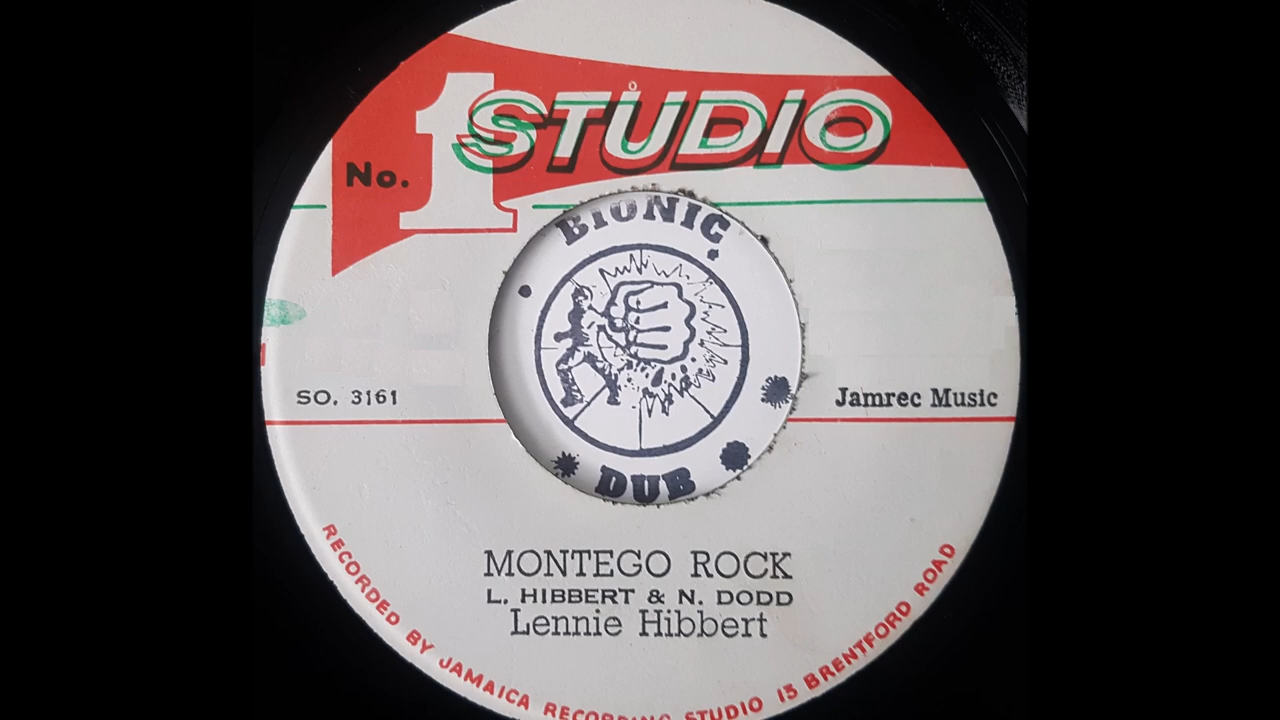 No. 1 STUDIO
BIONIC
DUB
SO. 3161
Jamrec Music
MONTEGO ROCK
L. HIBBERT & N. DODD
Lennie Hibbert
RECORDED BY JAMAICA RECORDING STUDIO 13 BRENTFORD ROAD